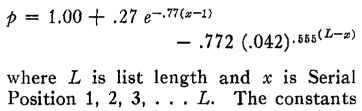 p = 1.00 + .27 e^{-.77(x-1)}
- .772 (.042)^{.555(L-x)}
where L is list length and x is Serial
Position 1, 2, 3, . . . L. The constants